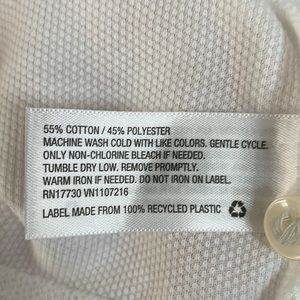 55% COTTON / 45% POLYESTER
MACHINE WASH COLD WITH LIKE COLORS. GENTLE CYCLE.
ONLY NON-CHLORINE BLEACH IF NEEDED.
TUMBLE DRY LOW. REMOVE PROMPTLY.
WARM IRON IF NEEDED. DO NOT IRON ON LABEL.
RN17730 VN1107216
LABEL MADE FROM 100% RECYCLED PLASTIC